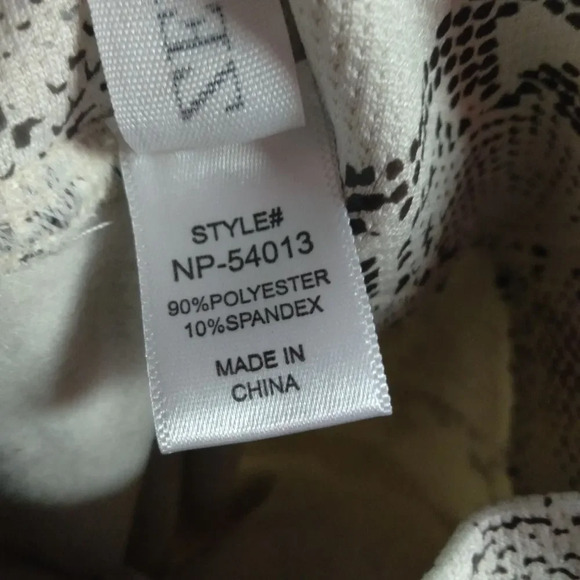 STYLE#
NP-54013
90%POLYESTER
10%SPANDEX
MADE IN
CHINA